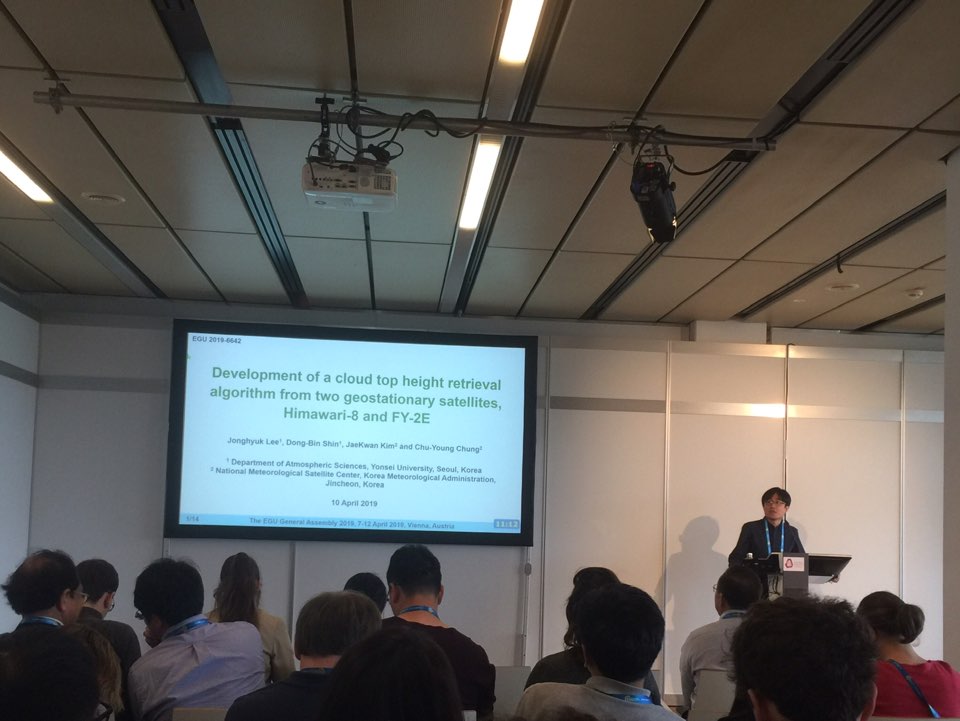 EGU 2019-6642
Development of a cloud top height retrieval
algorithm from two geostationary satellites,
Himawari-8 and FY-2E
Jonghyuk Lee¹, Dong-Bin Shin¹, JaeKwan Kim² and Chu-Young Chung²
¹ Department of Atmospheric Sciences, Yonsei University, Seoul, Korea
² National Meteorological Satellite Center, Korea Meteorological Administration,
Jincheon, Korea
10 April 2019
1/14
The EGU General Assembly 2019, 7-12 April 2019, Vienna, Austria
11:12